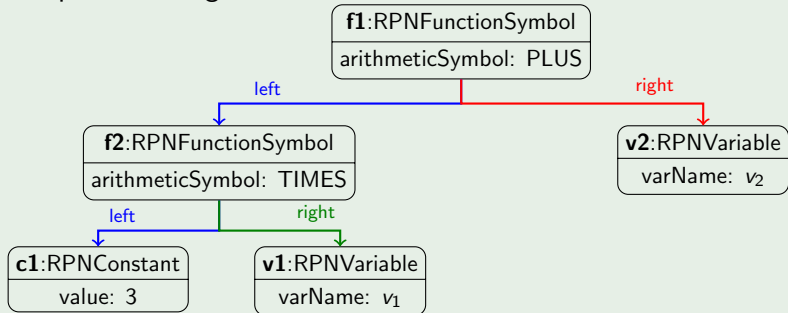 f1:RPNFunctionSymbol
arithmeticSymbol: PLUS
left
right
f2:RPNFunctionSymbol
arithmeticSymbol: TIMES
v2:RPNVariable
varName: v₂
left
right
c1:RPNConstant
value: 3
v1:RPNVariable
varName: v₁